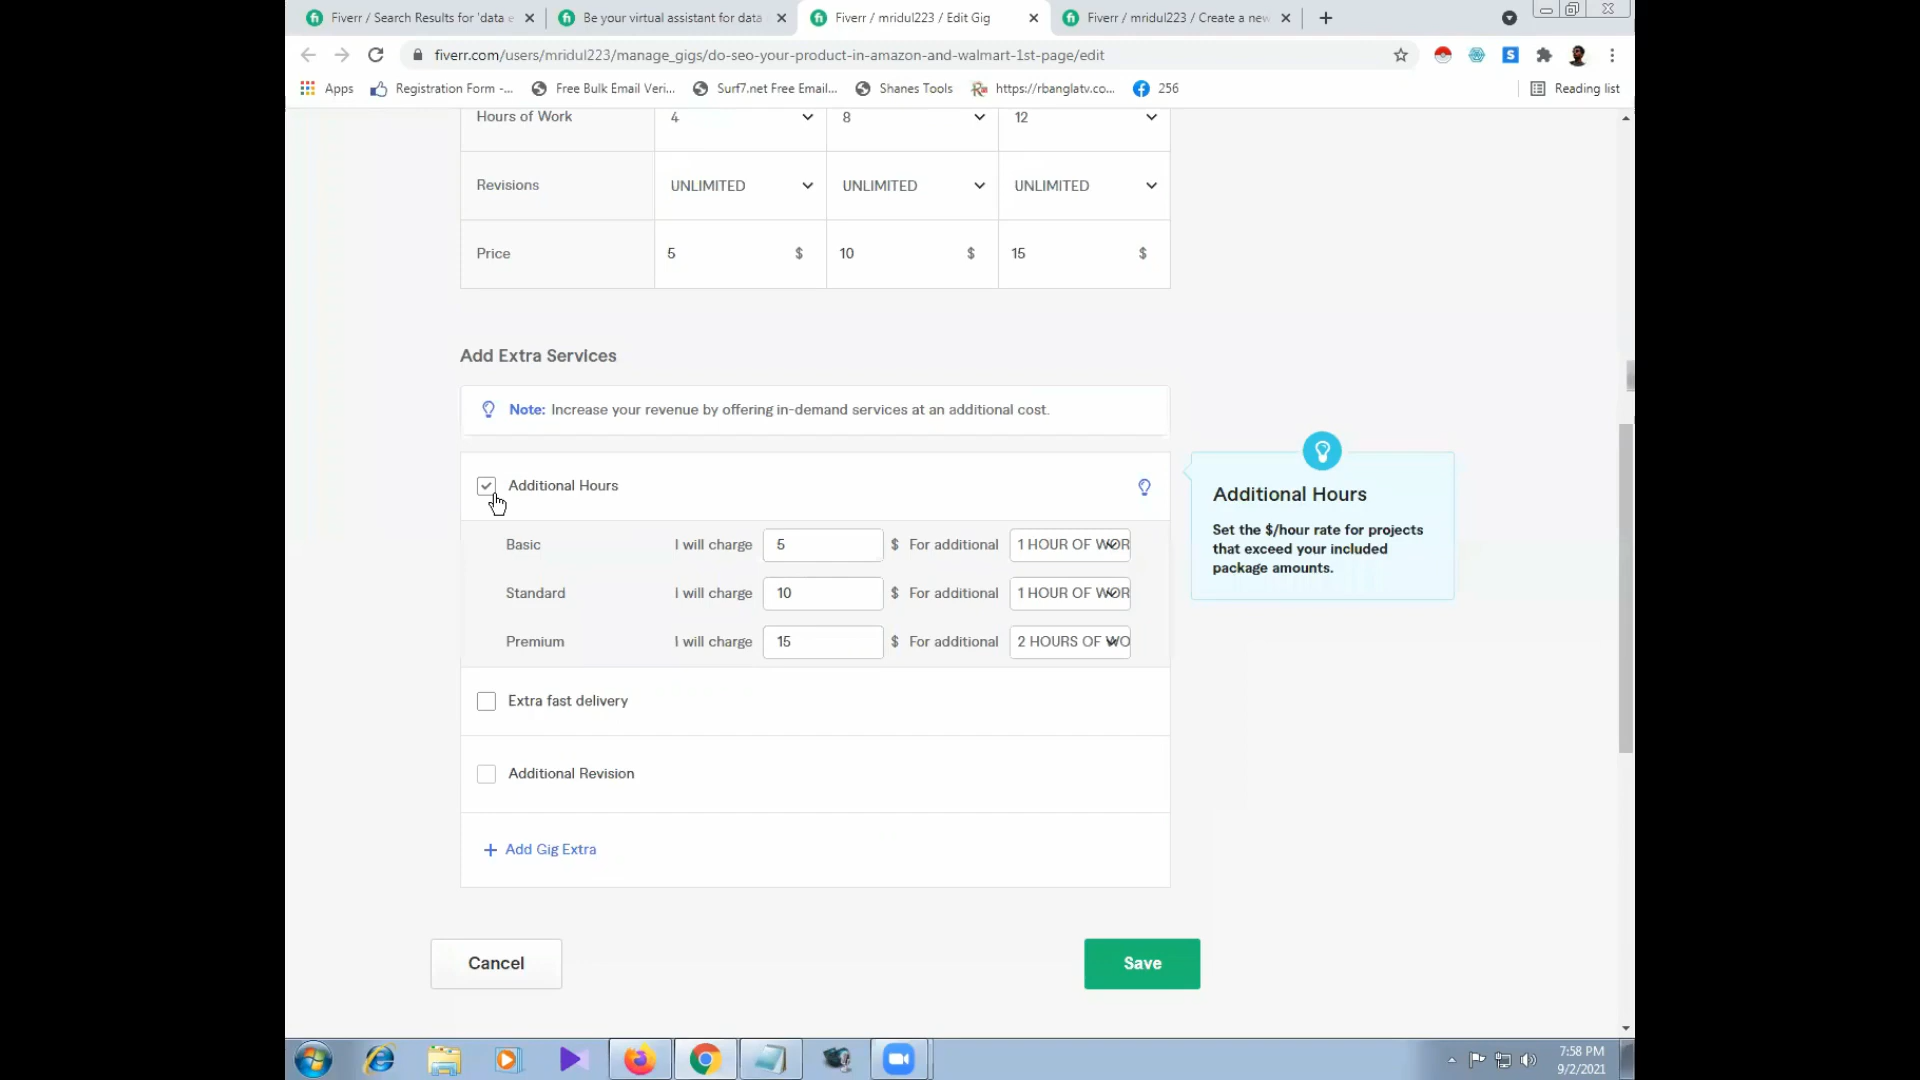 Fiverr / Search Results for 'data e
Be your virtual assistant for data
Fiverr / mridul223 / Edit Gig
Fiverr / mridul223 / Create a new
fiverr.com/users/mridul223/manage_gigs/do-seo-your-product-in-amazon-and-walmart-1st-page/edit
Apps
Registration Form -...
Free Bulk Email Veri...
Surf7.net Free Email...
Shanes Tools
https://rbanglatv.co...
256
Reading list
Hours of Work 4 8 12
Revisions UNLIMITED UNLIMITED UNLIMITED
Price 5 $ 10 $ 15 $
Add Extra Services
Note: Increase your revenue by offering in-demand services at an additional cost.
Additional Hours
Basic I will charge 5 $ For additional 1 HOUR OF WOR
Standard I will charge 10 $ For additional 1 HOUR OF WOR
Premium I will charge 15 $ For additional 2 HOURS OF WO
Extra fast delivery
Additional Revision
+ Add Gig Extra
Additional Hours
Set the $/hour rate for projects
that exceed your included
package amounts.
Cancel
Save
7:58 PM
9/2/2021